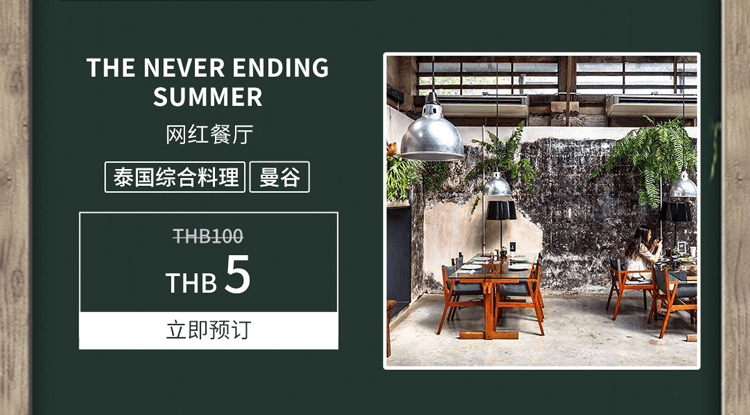 THE NEVER ENDING
SUMMER
网红餐厅
泰国综合料理 曼谷
THB100
THB 5
立即预订